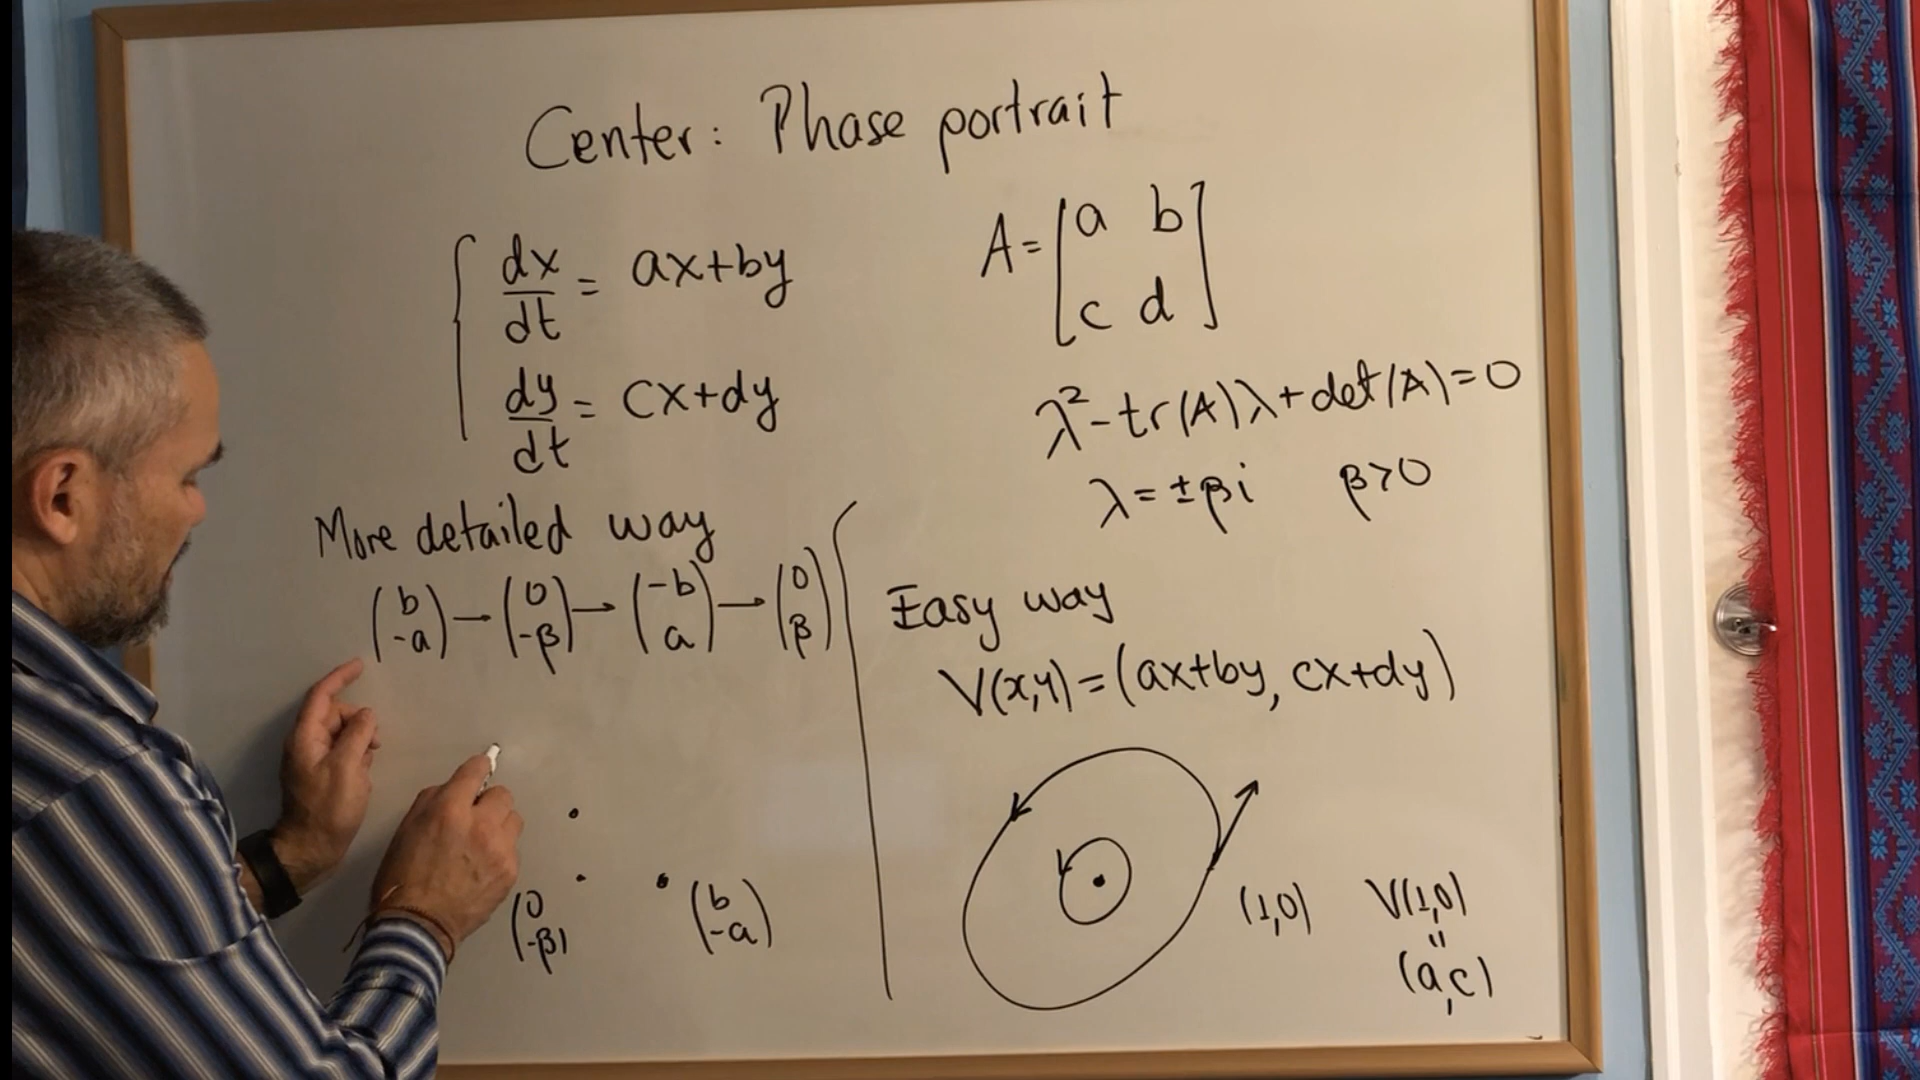 Center: Phase portrait
dx/dt = ax+by
dy/dt = cx+dy
A = [a b
c d]
λ² - tr(A)λ + det(A) = 0
λ = ± βi β>0
More detailed way
(b -a) → (0 -β) → (-b a) → (0 β)
(0 -β) (b -a)
Easy way
V(x,y) = (ax+by, cx+dy)
(1,0) V(1,0)
"
(a,c)